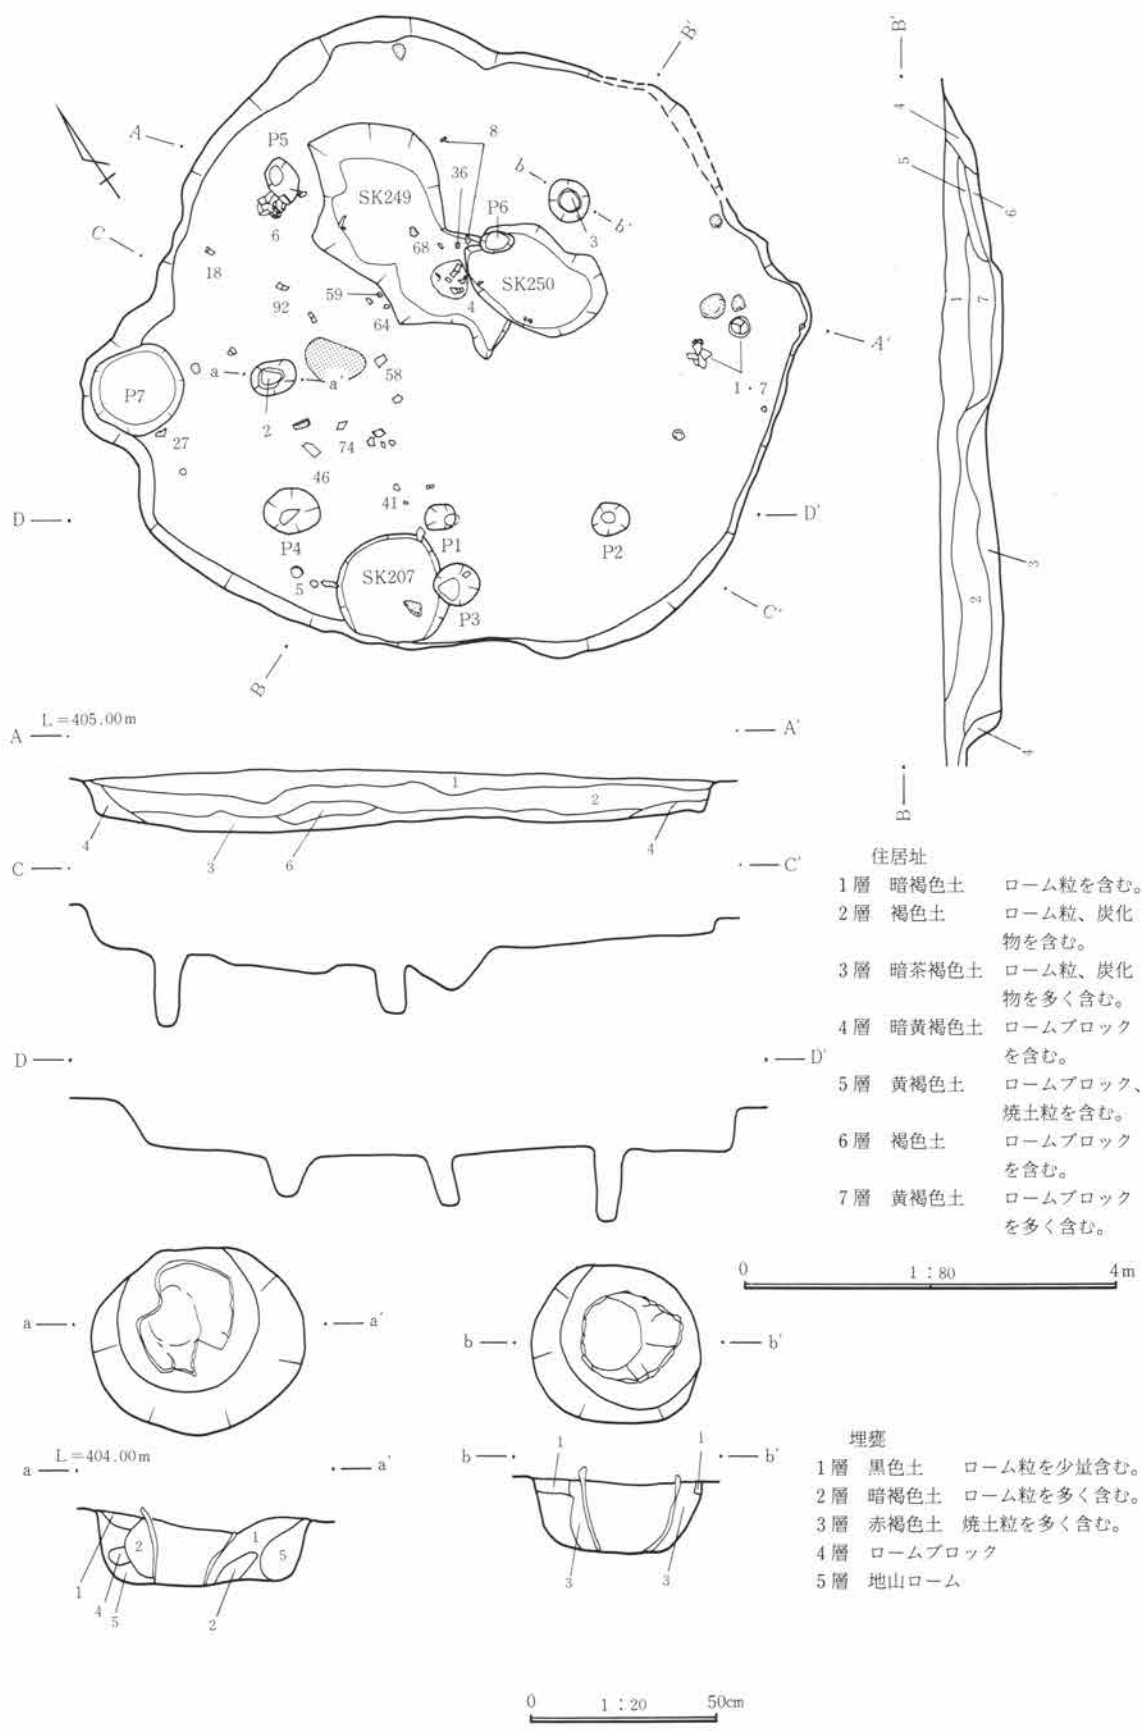 B'
B'
A
P5
8
4
b
36
5
SK249
P6
C
6
68
3
b'
6
18
SK250
59
4
92
64
1
7
A'
a
a'
58
1・7
P7
2
27
74
46
41
D
D'
P4
P1
P2
3
5
SK207
P3
2
C'
B
L=405.00m
A
A'
4
1
2
B
4
3
6
4
C
C'
住居址
1層 暗褐色土 ローム粒を含む。
2層 褐色土 ローム粒、炭化
物を含む。
3層 暗茶褐色土 ローム粒、炭化
物を多く含む。
4層 暗黄褐色土 ロームブロック
を含む。
5層 黄褐色土 ロームブロック、
焼土粒を含む。
6層 褐色土 ロームブロック
を含む。
7層 黄褐色土 ロームブロック
を多く含む。
D
D'
0 1:80 4m
a
a'
b
b'
L=404.00m
a
a'
b
1
1
b'
2
1
5
1
4
5
2
3
3
埋甕
1層 黒色土 ローム粒を少量含む。
2層 暗褐色土 ローム粒を多く含む。
3層 赤褐色土 焼土粒を多く含む。
4層 ロームブロック
5層 地山ローム
0 1:20 50cm